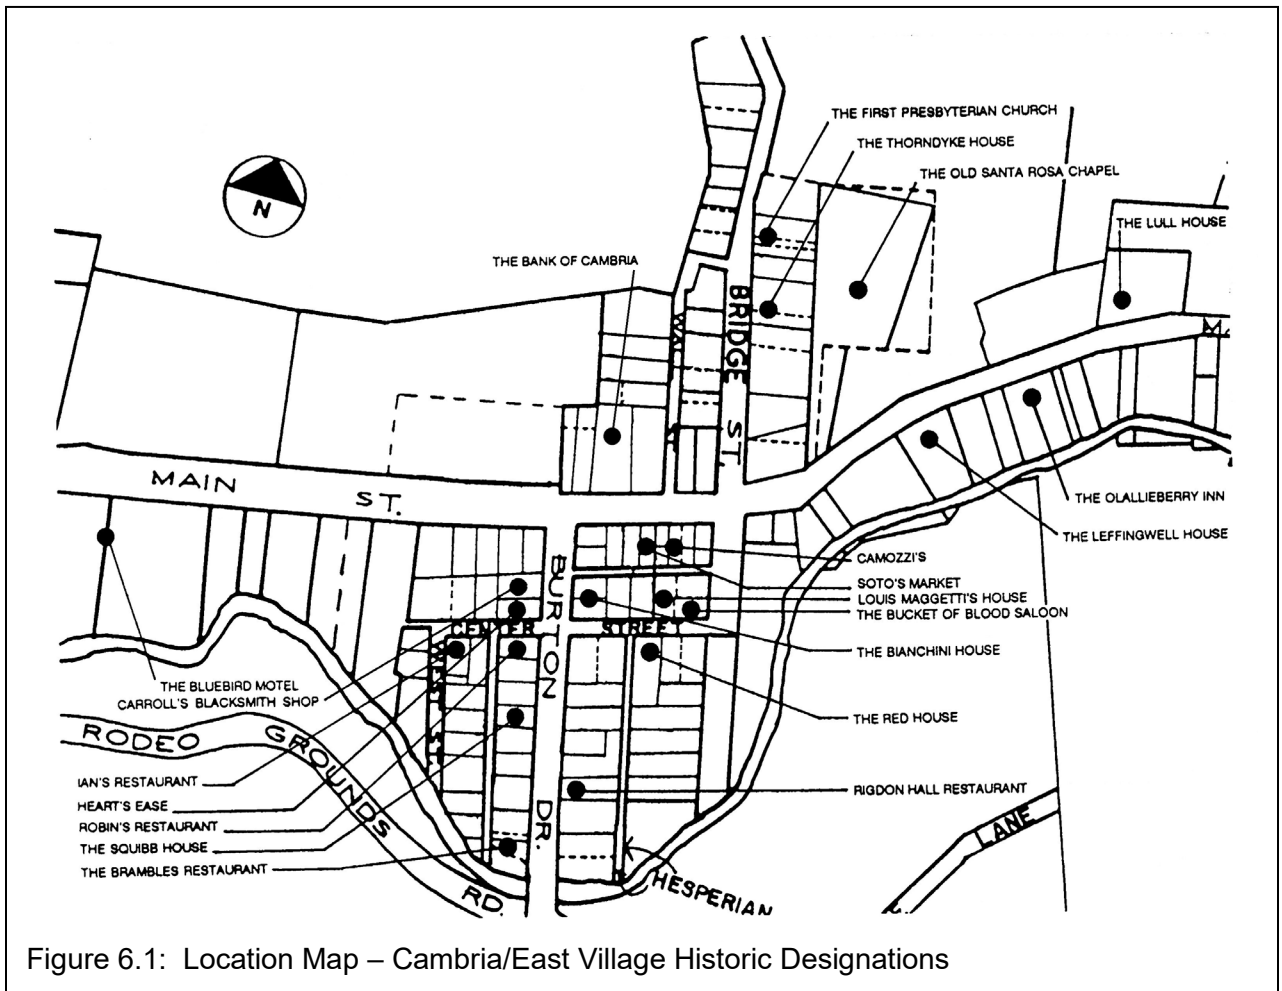 THE FIRST PRESBYTERIAN CHURCH
THE THORNDYKE HOUSE
THE OLD SANTA ROSA CHAPEL
N
THE LULL HOUSE
THE BANK OF CAMBRIA
BRIDGE ST.
MAIN ST.
THE OLALLIEBERRY INN
THE LEFFINGWELL HOUSE
CAMOZZI'S
SOTO'S MARKET
LOUIS MAGGETTI'S HOUSE
THE BUCKET OF BLOOD SALOON
BURTON DR.
CENTER STREET
WEST ST.
THE BIANCHINI HOUSE
THE BLUEBIRD MOTEL
CARROLL'S BLACKSMITH SHOP
THE RED HOUSE
RODEO GROUNDS RD.
IAN'S RESTAURANT
HEART'S EASE
ROBIN'S RESTAURANT
THE SQUIBB HOUSE
THE BRAMBLES RESTAURANT
RIGDON HALL RESTAURANT
LANE
HESPERIAN
Figure 6.1: Location Map – Cambria/East Village Historic Designations